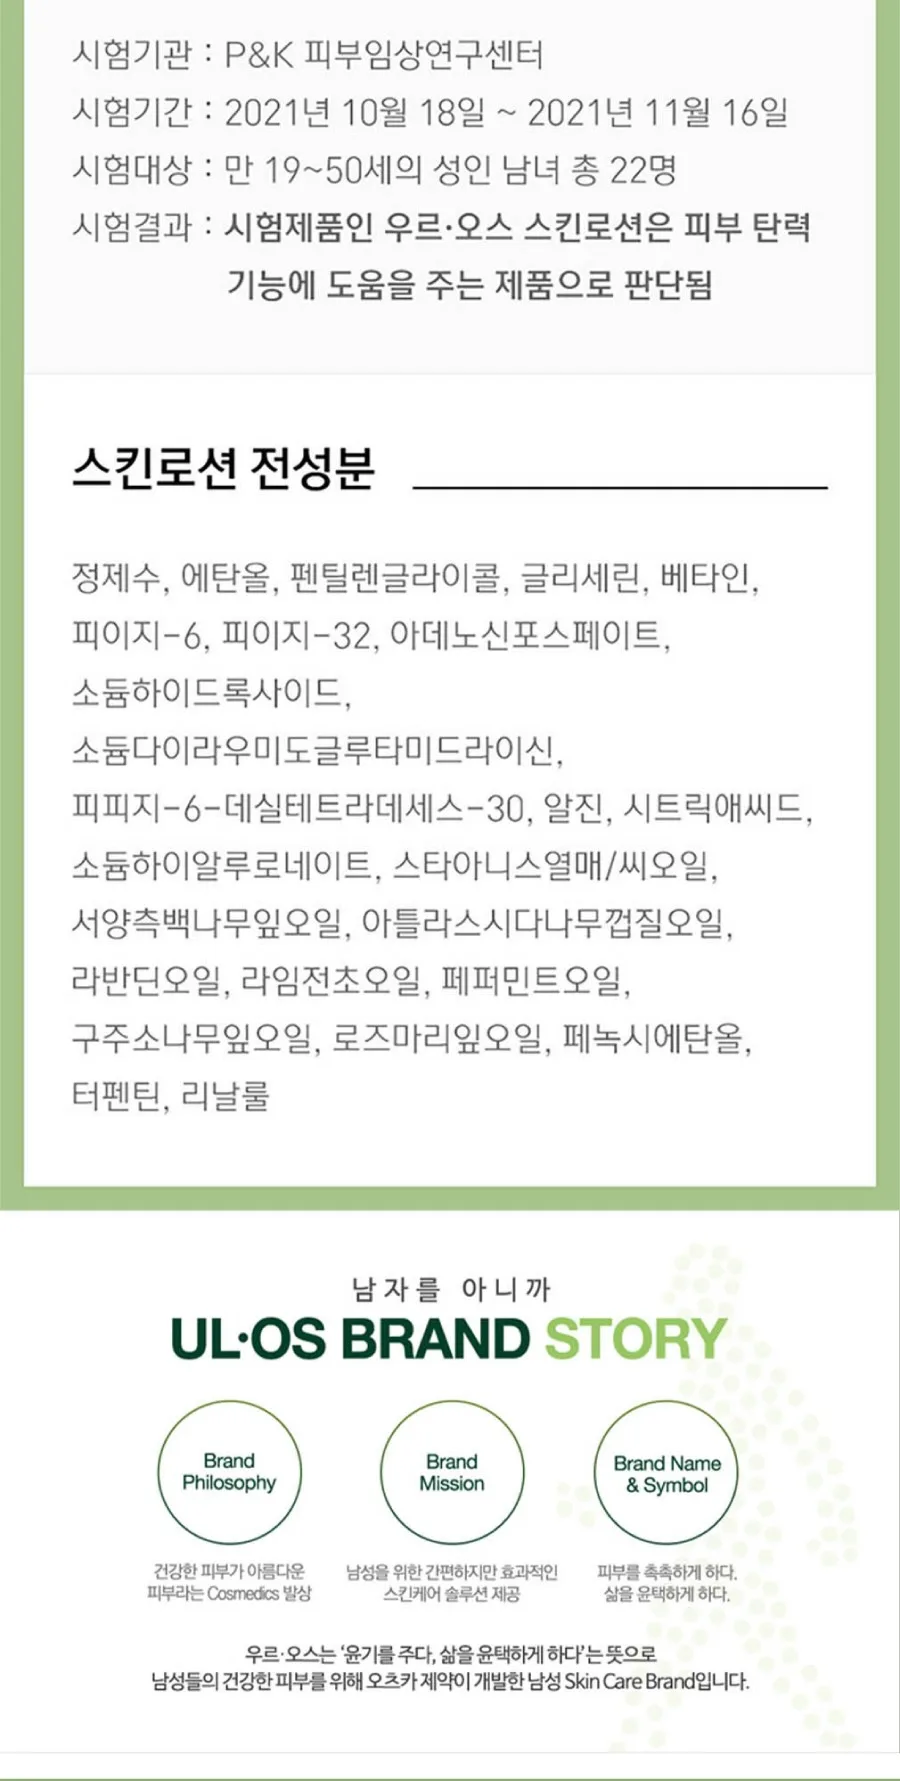 시험기관 : P&K 피부임상연구센터
시험기간 : 2021년 10월 18일 ~ 2021년 11월 16일
시험대상 : 만 19~50세의 성인 남녀 총 22명
시험결과 : 시험제품인 우르·오스 스킨로션은 피부 탄력
기능에 도움을 주는 제품으로 판단됨
스킨로션 전성분
정제수, 에탄올, 펜틸렌글라이콜, 글리세린, 베타인,
피이지-6, 피이지-32, 아데노신포스페이트,
소듐하이드록사이드,
소듐다이라우미도글루타미드라이신,
피피지-6-데실테트라데세스-30, 알진, 시트릭애씨드,
소듐하이알루로네이트, 스타아니스열매/씨오일,
서양측백나무잎오일, 아틀라스시다나무껍질오일,
라반딘오일, 라임전초오일, 페퍼민트오일,
구주소나무잎오일, 로즈마리잎오일, 페녹시에탄올,
터펜틴, 리날룰
남자를 아니까
UL·OS BRAND STORY
Brand
Philosophy
Brand
Mission
Brand Name
& Symbol
건강한 피부가 아름다운
피부라는 Cosmedics 발상
남성을 위한 간편하지만 효과적인
스킨케어 솔루션 제공
피부를 촉촉하게 하다.
삶을 윤택하게 하다.
우르·오스는 ‘윤기를 주다, 삶을 윤택하게 하다’는 뜻으로
남성들의 건강한 피부를 위해 오츠카 제약이 개발한 남성 Skin Care Brand입니다.